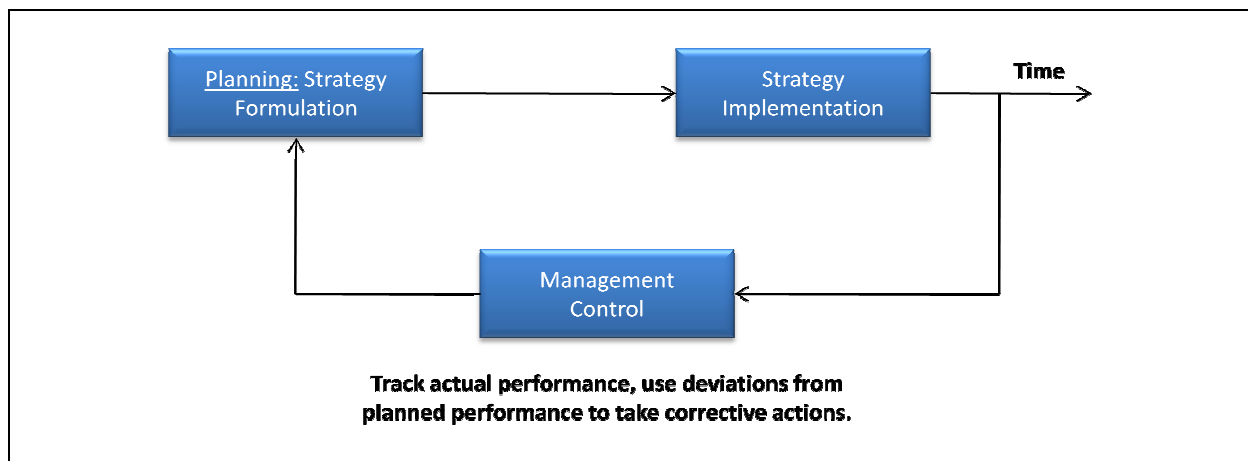 Planning: Strategy
Formulation
Strategy
Implementation
Time
Management
Control
Track actual performance, use deviations from
planned performance to take corrective actions.